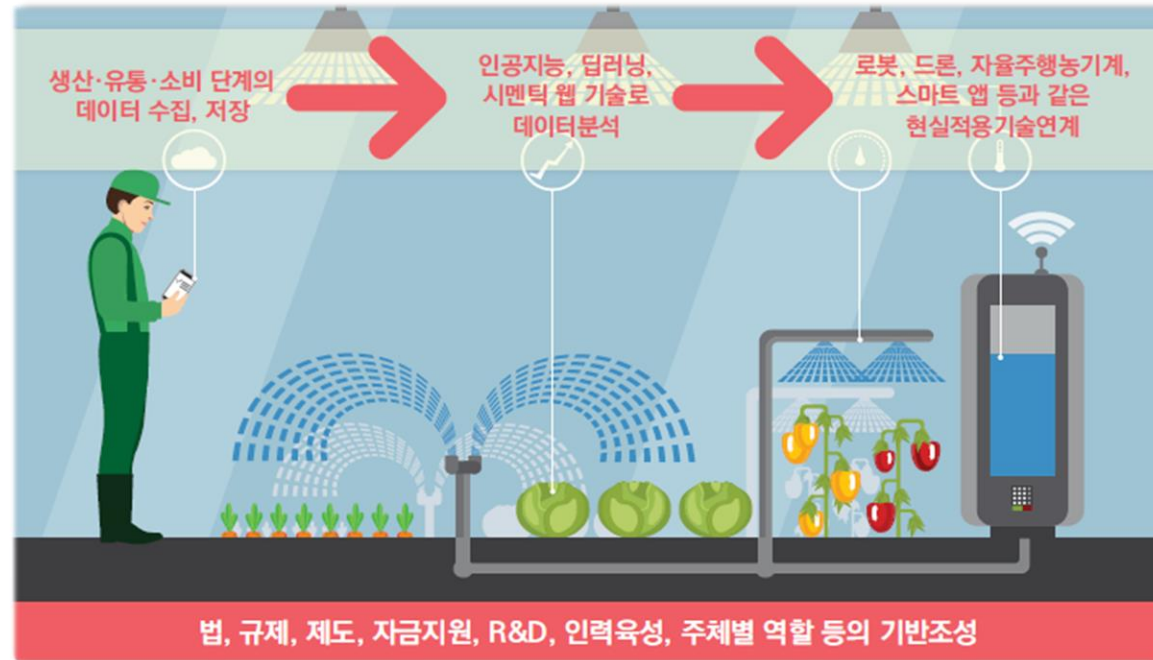 생산·유통·소비 단계의
데이터 수집, 저장
인공지능, 딥러닝,
시멘틱 웹 기술로
데이터분석
로봇, 드론, 자율주행농기계,
스마트 앱 등과 같은
현실적용기술연계
법, 규제, 제도, 자금지원, R&D, 인력육성, 주체별 역할 등의 기반조성